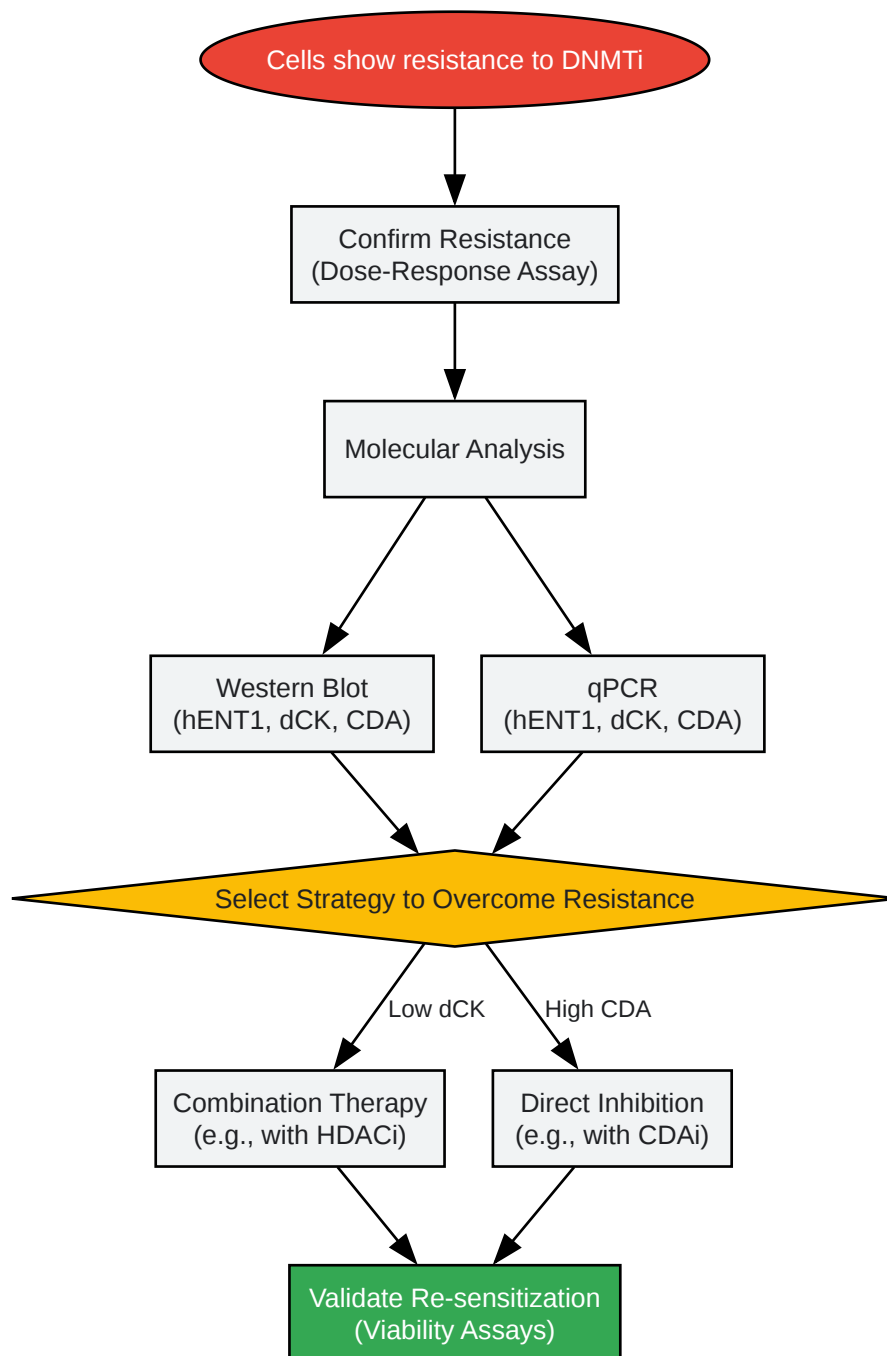 Cells show resistance to DNMTi
Confirm Resistance
(Dose-Response Assay)
Molecular Analysis
Western Blot
(hENT1, dCK, CDA)
qPCR
(hENT1, dCK, CDA)
Select Strategy to Overcome Resistance
Low dCK
High CDA
Combination Therapy
(e.g., with HDACi)
Direct Inhibition
(e.g., with CDAi)
Validate Re-sensitization
(Viability Assays)